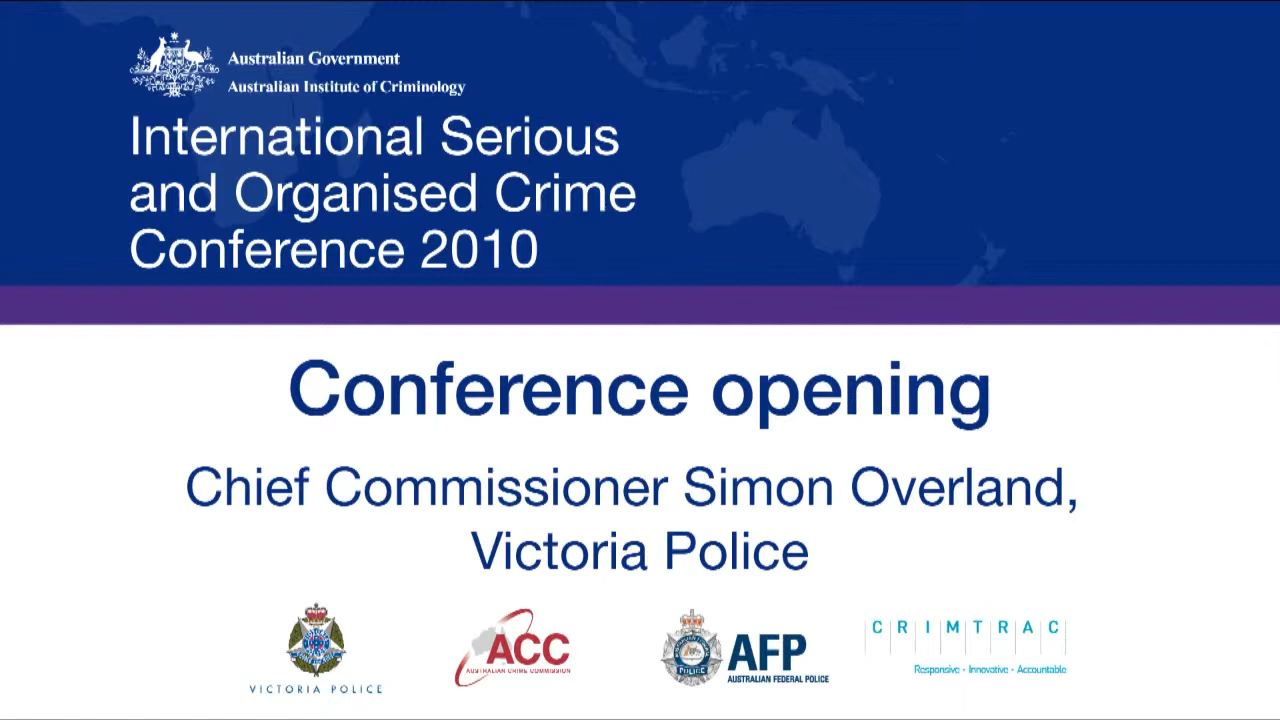 Australian Government
Australian Institute of Criminology
International Serious
and Organised Crime
Conference 2010
Conference opening
Chief Commissioner Simon Overland,
Victoria Police
VICTORIA POLICE
ACC
AUSTRALIAN CRIME COMMISSION
POLICE
AFP
AUSTRALIAN FEDERAL POLICE
CRIMTRAC
Responsive - Innovative - Accountable